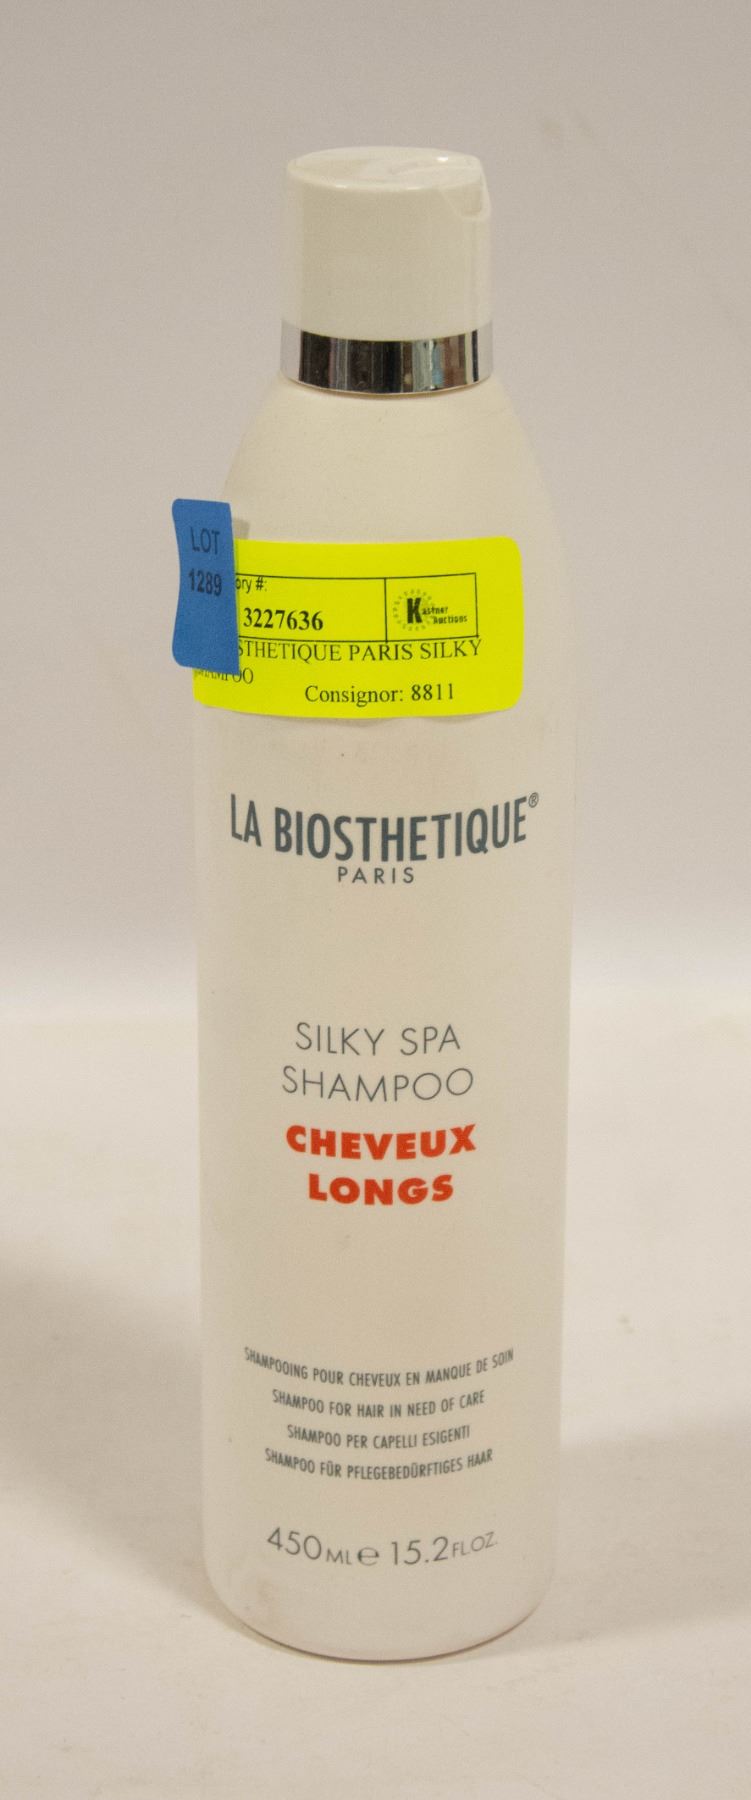 LOT
1289
ory #:
3227636
Kastner
Auctions
STHETIQUE PARIS SILKY
SHAMPOO
Consignor: 8811
LA BIOSTHETIQUE®
PARIS
SILKY SPA
SHAMPOO
CHEVEUX
LONGS
SHAMPOOING POUR CHEVEUX EN MANQUE DE SOIN
SHAMPOO FOR HAIR IN NEED OF CARE
SHAMPOO PER CAPELLI ESIGENTI
SHAMPOO FÜR PFLEGEBEDÜRFTIGES HAAR
450ML℮ 15.2FL.OZ.